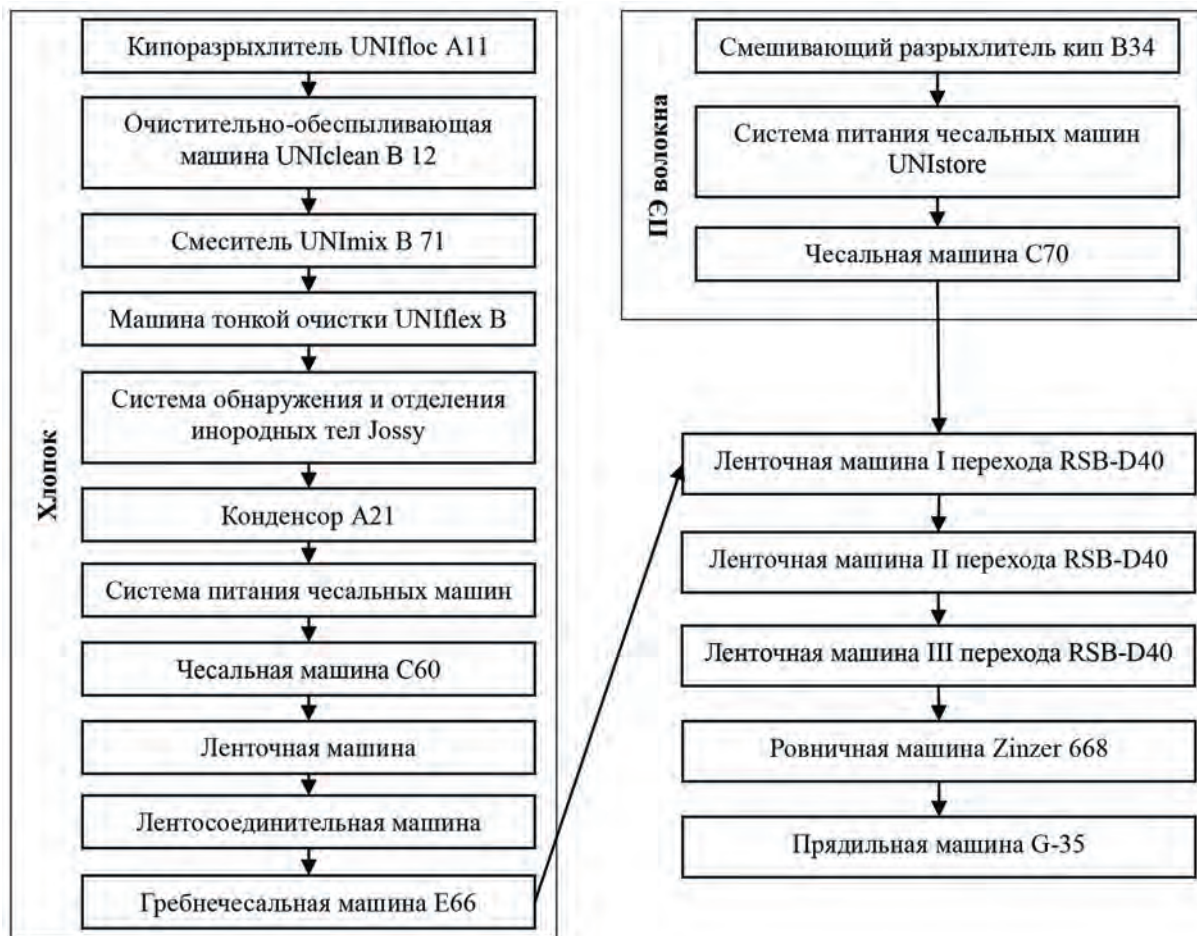 Хлопок
Кипоразрыхлитель UNIfloc A11
Очистительно-обеспыливающая
машина UNIclean B 12
Смеситель UNImix B 71
Машина тонкой очистки UNIflex B
Система обнаружения и отделения
инородных тел Jossy
Конденсор A21
Система питания чесальных машин
Чесальная машина C60
Ленточная машина
Лентосоединительная машина
Гребнечесальная машина E66
ПЭ волокна
Смешивающий разрыхлитель кип B34
Система питания чесальных машин
UNIstore
Чесальная машина C70
Ленточная машина I перехода RSB-D40
Ленточная машина II перехода RSB-D40
Ленточная машина III перехода RSB-D40
Ровничная машина Zinzer 668
Прядильная машина G-35